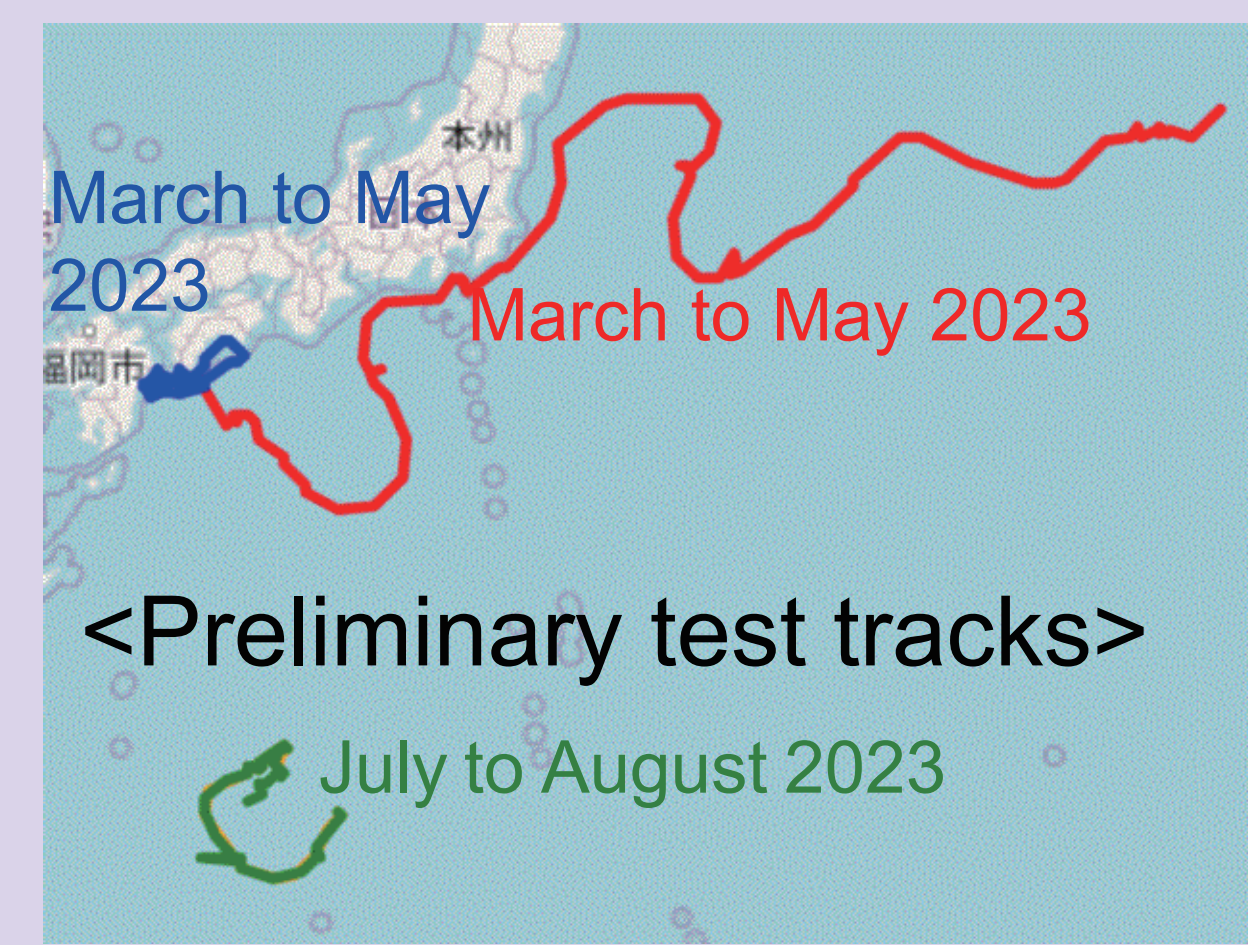 本州
March to May
2023
March to May 2023
福岡市
<Preliminary test tracks>
July to August 2023